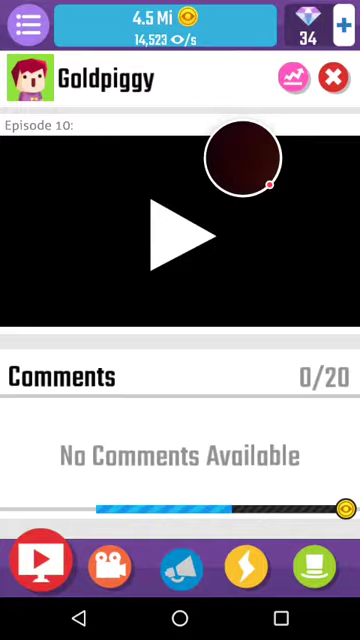 4.5 Mi
14,523 /s
34
+
Goldpiggy
Episode 10:
Comments 0/20
No Comments Available